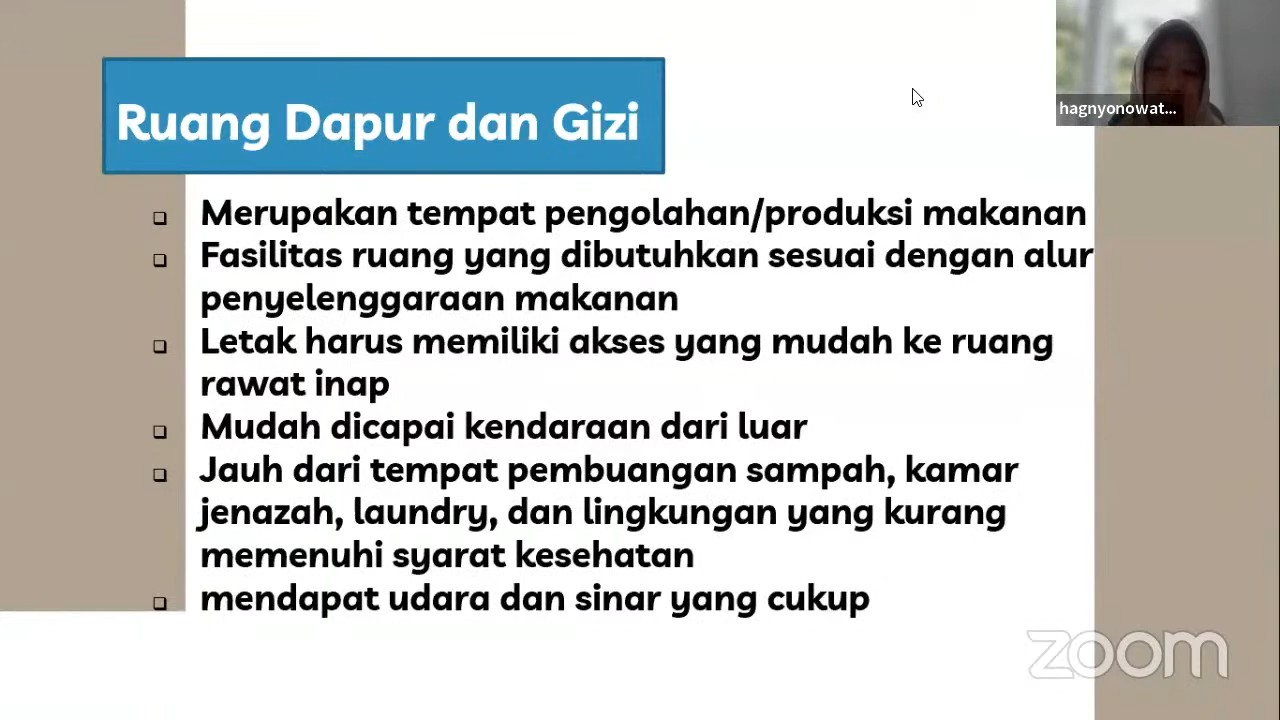 hagnyonowat...
Ruang Dapur dan Gizi
Merupakan tempat pengolahan/produksi makanan
Fasilitas ruang yang dibutuhkan sesuai dengan alur
penyelenggaraan makanan
Letak harus memiliki akses yang mudah ke ruang
rawat inap
Mudah dicapai kendaraan dari luar
Jauh dari tempat pembuangan sampah, kamar
jenazah, laundry, dan lingkungan yang kurang
memenuhi syarat kesehatan
mendapat udara dan sinar yang cukup
zoom